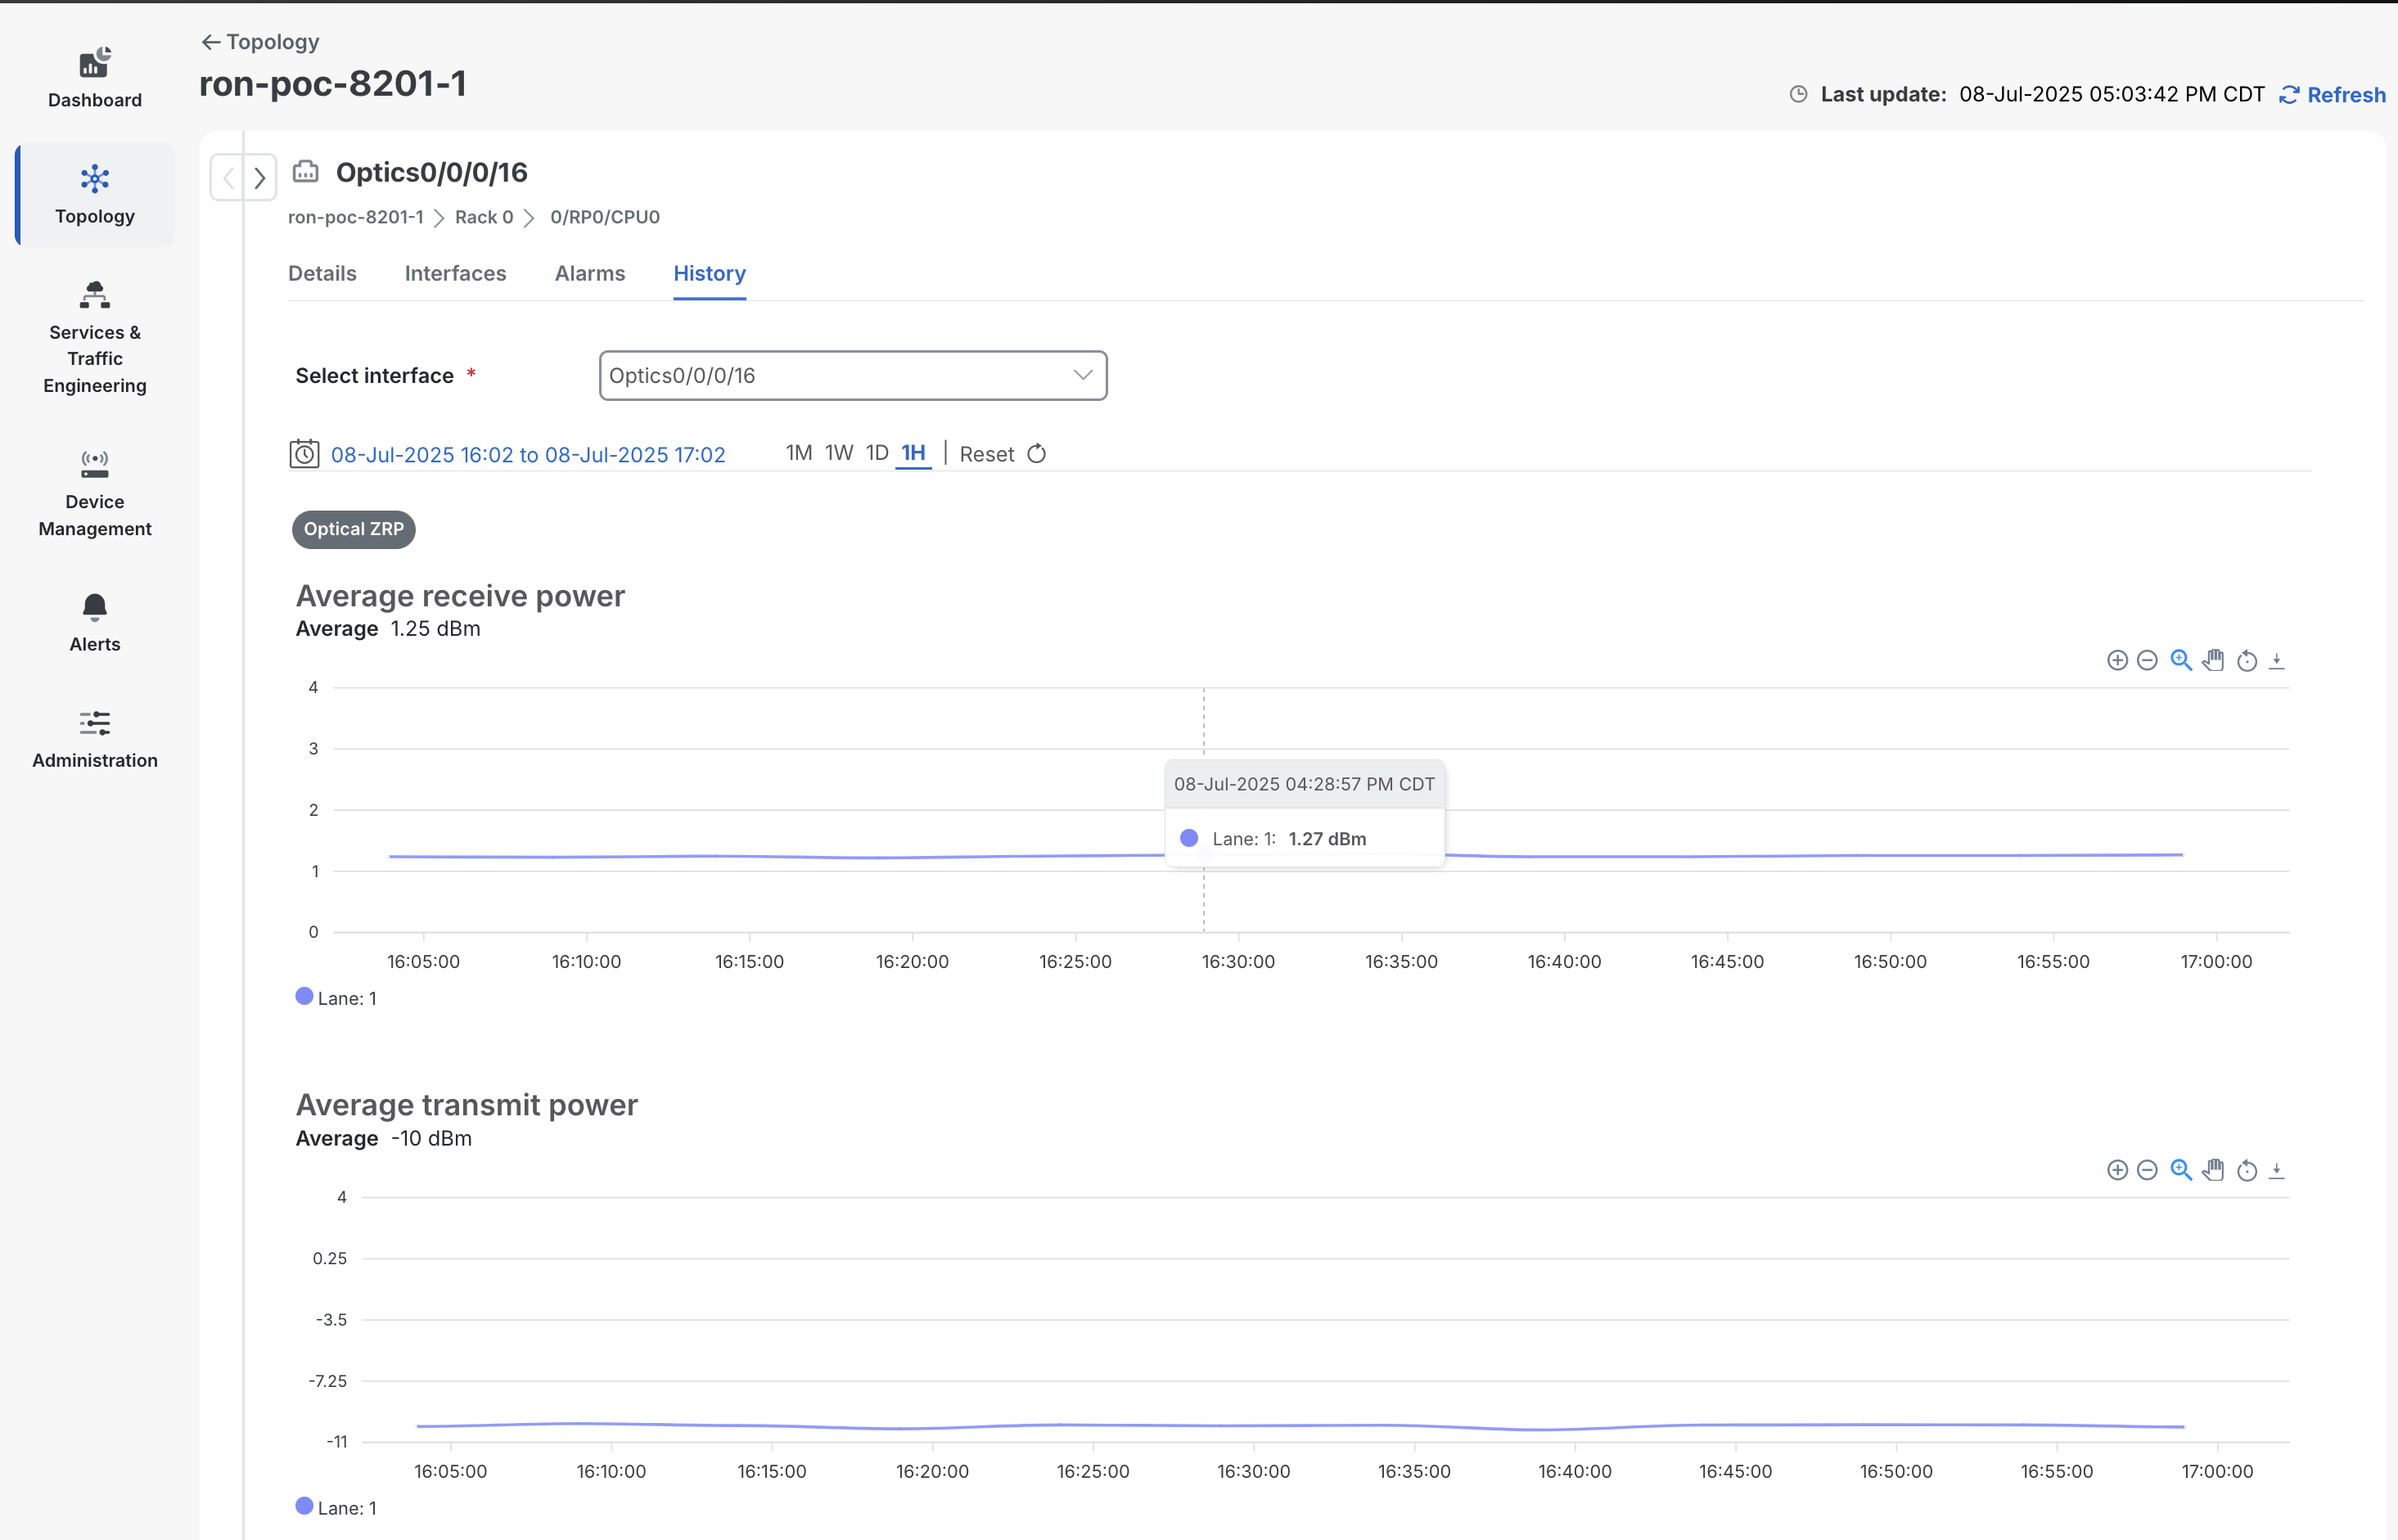 Dashboard
Topology
Services &
Traffic
Engineering
Device
Management
Alerts
Administration
Topology
ron-poc-8201-1
Last update: 08-Jul-2025 05:03:42 PM CDT Refresh
Optics0/0/0/16
ron-poc-8201-1 Rack 0 0/RP0/CPU0
Details Interfaces Alarms History
Select interface * Optics0/0/0/16
08-Jul-2025 16:02 to 08-Jul-2025 17:02 1M 1W 1D 1H | Reset
Optical ZRP
Average receive power
Average 1.25 dBm
4
3
2
1
0
08-Jul-2025 04:28:57 PM CDT
Lane: 1: 1.27 dBm
16:05:00 16:10:00 16:15:00 16:20:00 16:25:00 16:30:00 16:35:00 16:40:00 16:45:00 16:50:00 16:55:00 17:00:00
Lane: 1
Average transmit power
Average -10 dBm
4
0.25
-3.5
-7.25
-11
16:05:00 16:10:00 16:15:00 16:20:00 16:25:00 16:30:00 16:35:00 16:40:00 16:45:00 16:50:00 16:55:00 17:00:00
Lane: 1